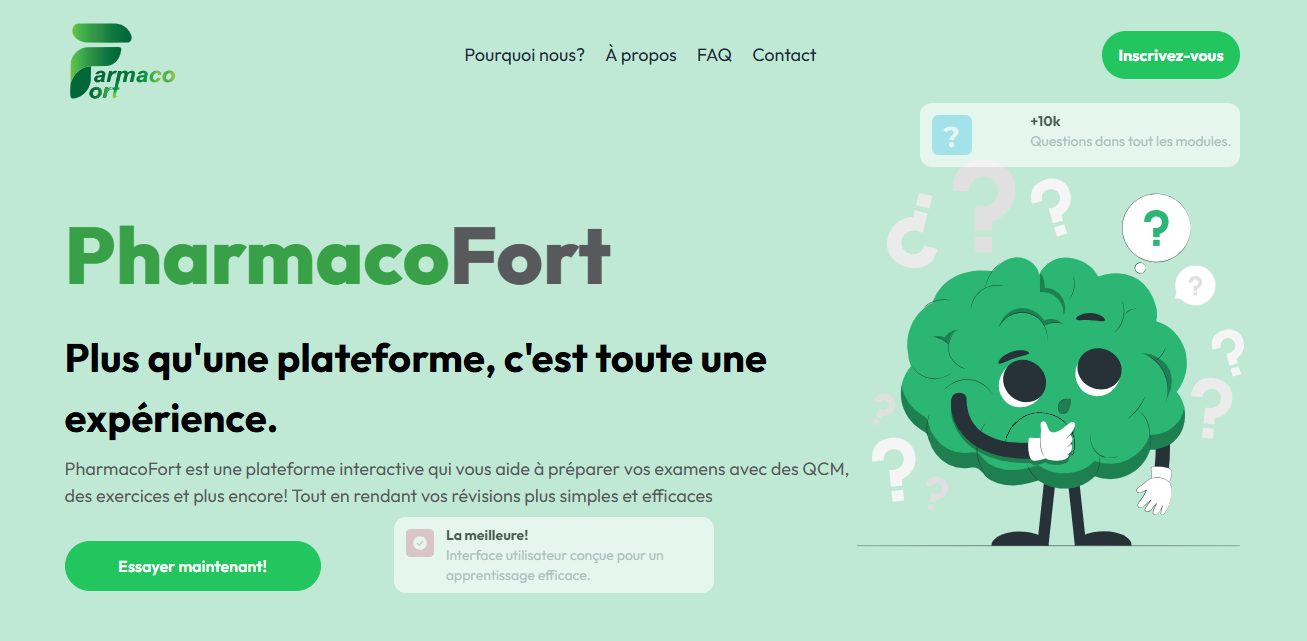 Farmaco
Fort
Pourquoi nous? À propos FAQ Contact
Inscrivez-vous
?
+10k
Questions dans tout les modules.
PharmacoFort
Plus qu'une plateforme, c'est toute une
expérience.
PharmacoFort est une plateforme interactive qui vous aide à préparer vos examens avec des QCM,
des exercices et plus encore! Tout en rendant vos révisions plus simples et efficaces
Essayer maintenant!
La meilleure!
Interface utilisateur conçue pour un
apprentissage efficace.
¿ ? ? ?
?
?
? ?
? ?